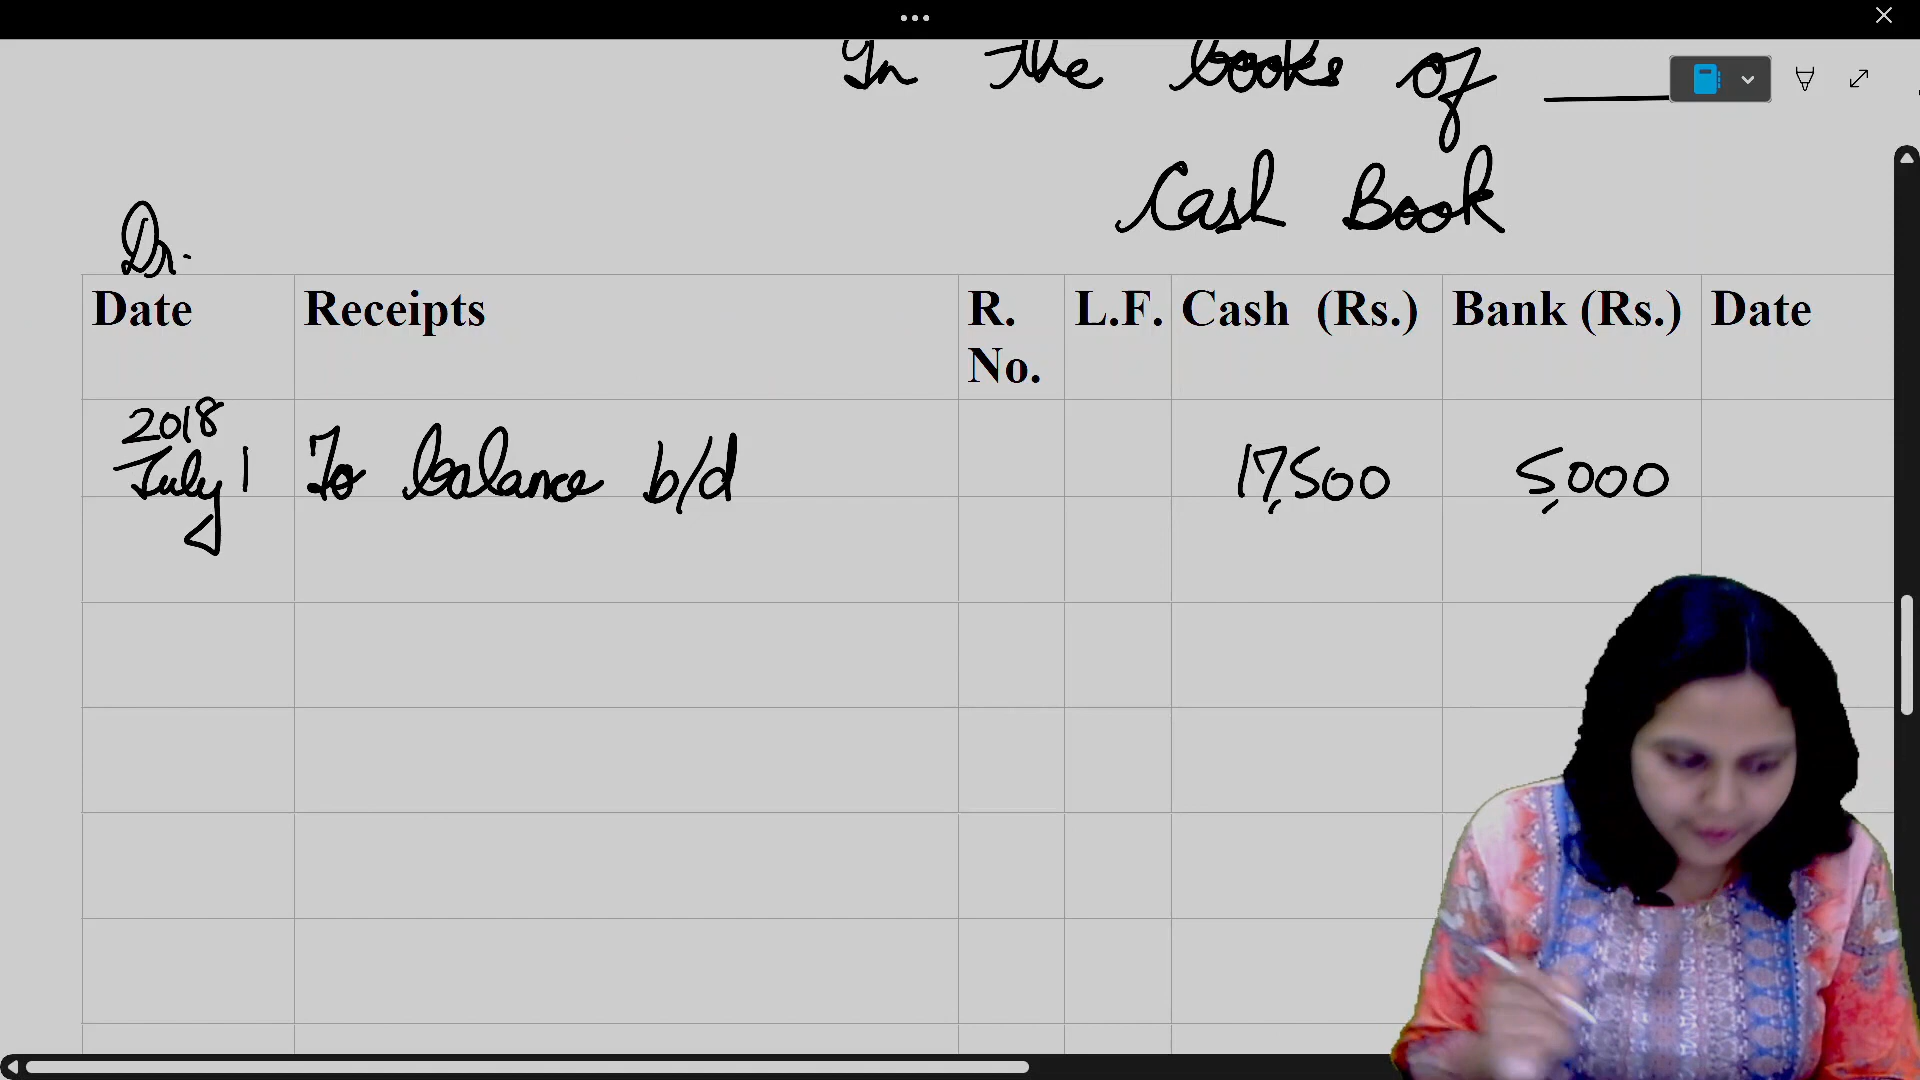 In the books of
Cash Book
Dr.
Date Receipts R. No. L.F. Cash (Rs.) Bank (Rs.) Date
2018
July 1 To balance b/d 17,500 5,000